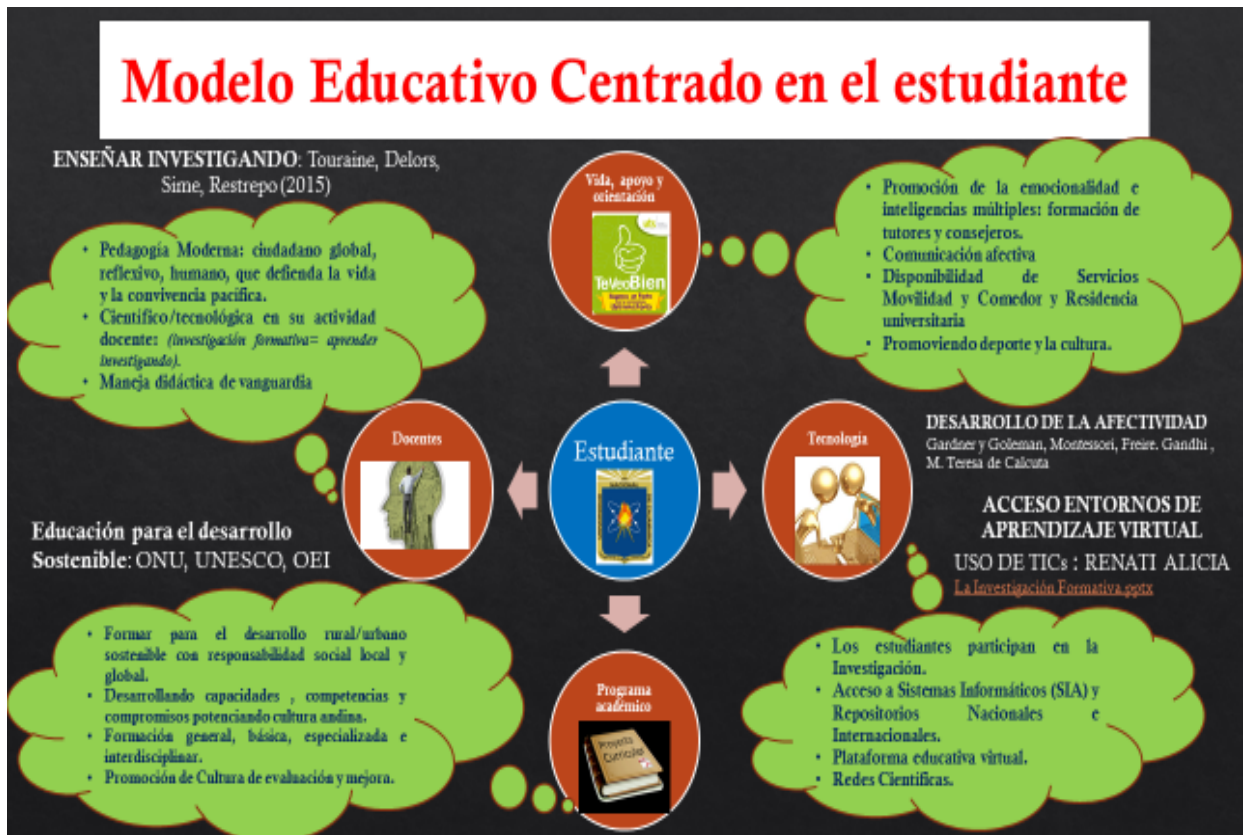 Modelo Educativo Centrado en el estudiante
ENSEÑAR INVESTIGANDO: Touraine, Delors,
Sime, Restrepo (2015)
• Pedagogía Moderna: ciudadano global,
reflexivo, humano, que defienda la vida
y la convivencia pacifica.
• Científico/tecnológica en su actividad
docente: (investigación formativa= aprender
investigando).
• Maneja didáctica de vanguardia
Vida, apoyo y
orientación
TeVeoBien
• Promoción de la emocionalidad e
inteligencias múltiples: formación de
tutores y consejeros.
• Comunicación afectiva
• Disponibilidad de Servicios
Movilidad y Comedor y Residencia
universitaria
• Promoviendo deporte y la cultura.
Docentes
Estudiante
NACIONAL
Tecnología
DESARROLLO DE LA AFECTIVIDAD
Gardner y Goleman, Montessori, Freire. Gandhi ,
M. Teresa de Calcuta
ACCESO ENTORNOS DE
APRENDIZAJE VIRTUAL
USO DE TICs : RENATI ALICIA
La Investigación Formativa.pptx
Educación para el desarrollo
Sostenible: ONU, UNESCO, OEI
• Formar para el desarrollo rural/urbano
sostenible con responsabilidad social local y
global.
• Desarrollando capacidades , competencias y
compromisos potenciando cultura andina.
• Formación general, básica, especializada e
interdisciplinar.
• Promoción de Cultura de evaluación y mejora.
Programa
académico
Proyecto
Curricular
• Los estudiantes participan en la
Investigación.
• Acceso a Sistemas Informáticos (SIA) y
Repositorios Nacionales e
Internacionales.
• Plataforma educativa virtual.
• Redes Científicas.